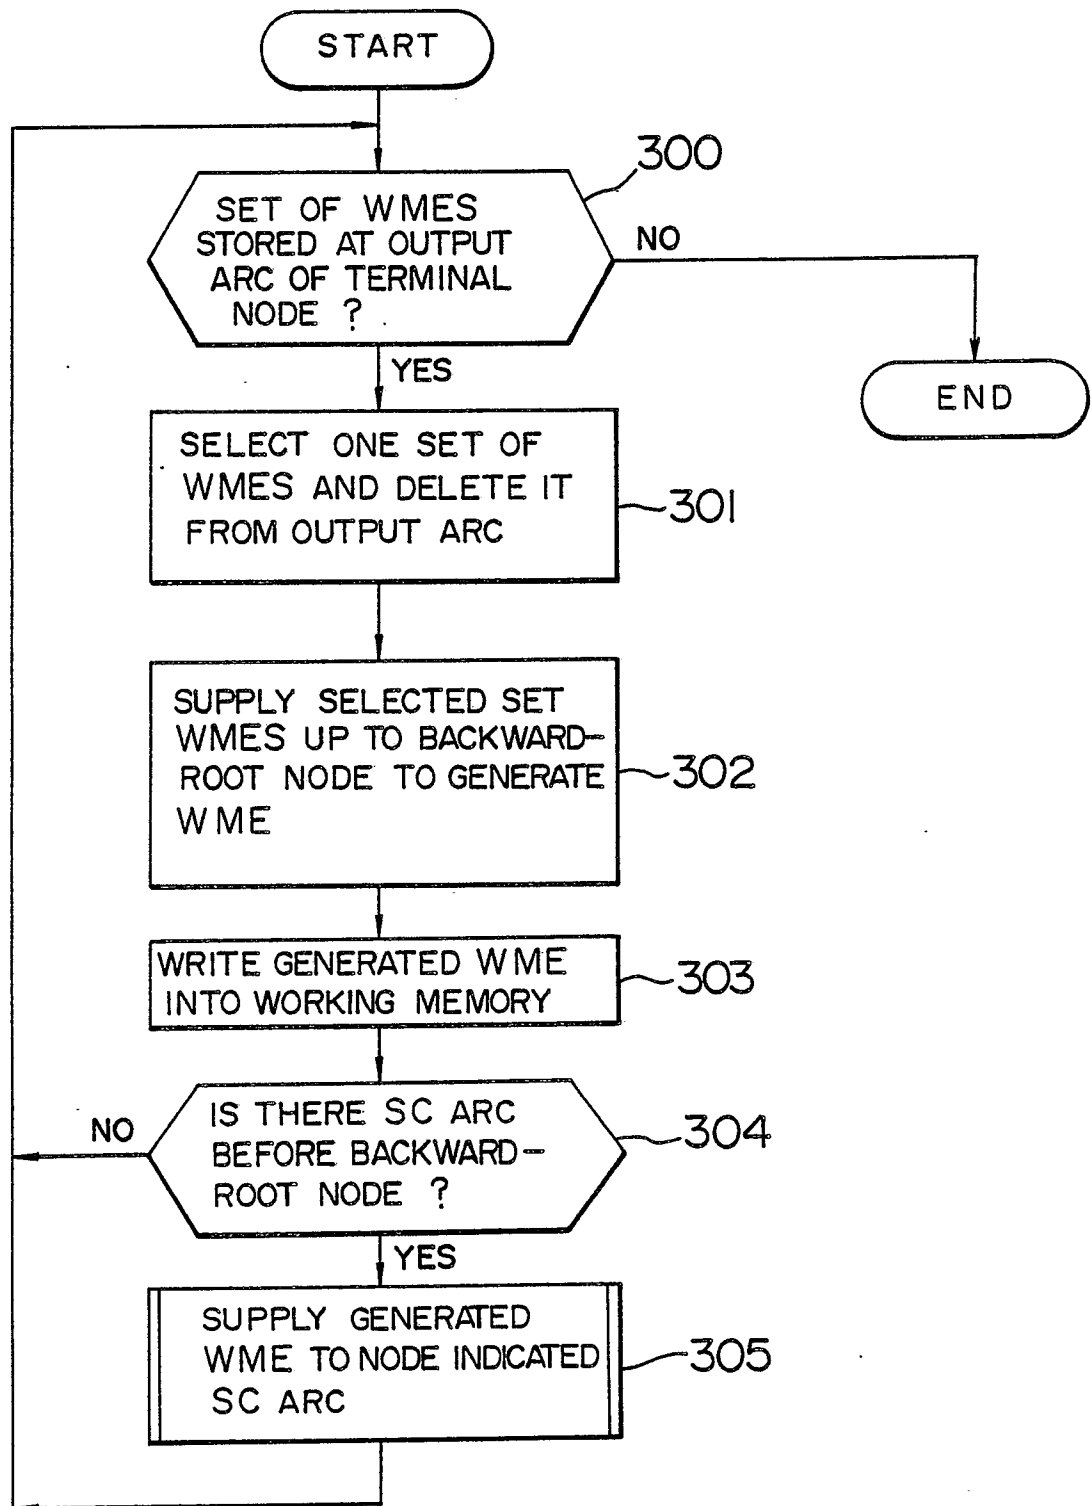 START
300
SET OF WMES
STORED AT OUTPUT
ARC OF TERMINAL
NODE ?
NO
YES
END
SELECT ONE SET OF
WMES AND DELETE IT
FROM OUTPUT ARC
301
SUPPLY SELECTED SET
WMES UP TO BACKWARD-
ROOT NODE TO GENERATE
WME
302
WRITE GENERATED WME
INTO WORKING MEMORY
303
IS THERE SC ARC
BEFORE BACKWARD-
ROOT NODE ?
304
NO
YES
SUPPLY GENERATED
WME TO NODE INDICATED
SC ARC
305